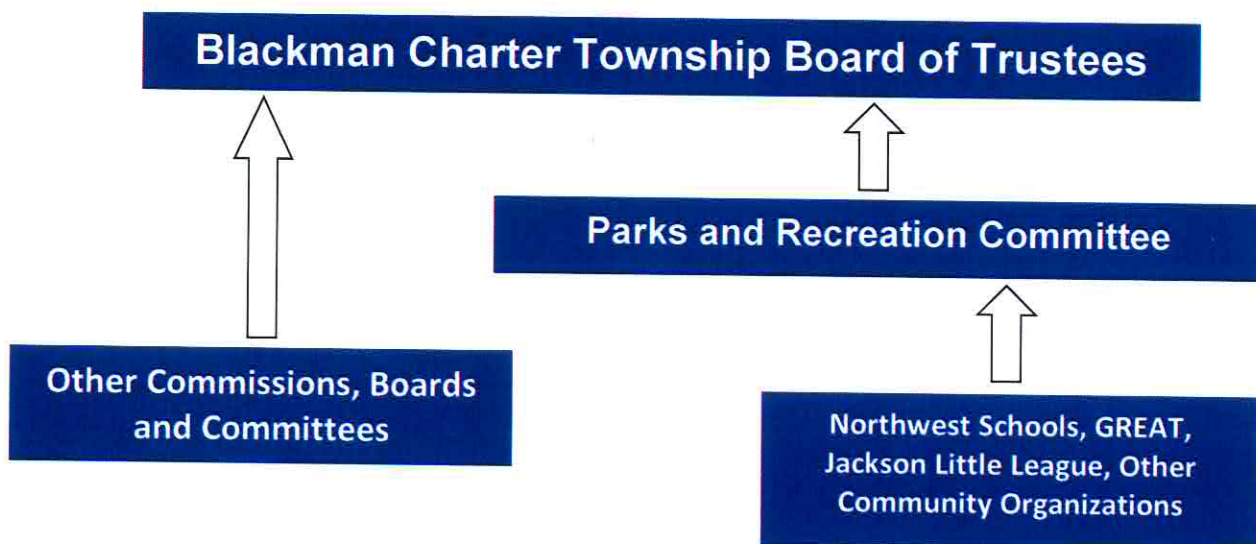 Blackman Charter Township Board of Trustees
Parks and Recreation Committee
Other Commissions, Boards
and Committees
Northwest Schools, GREAT,
Jackson Little League, Other
Community Organizations